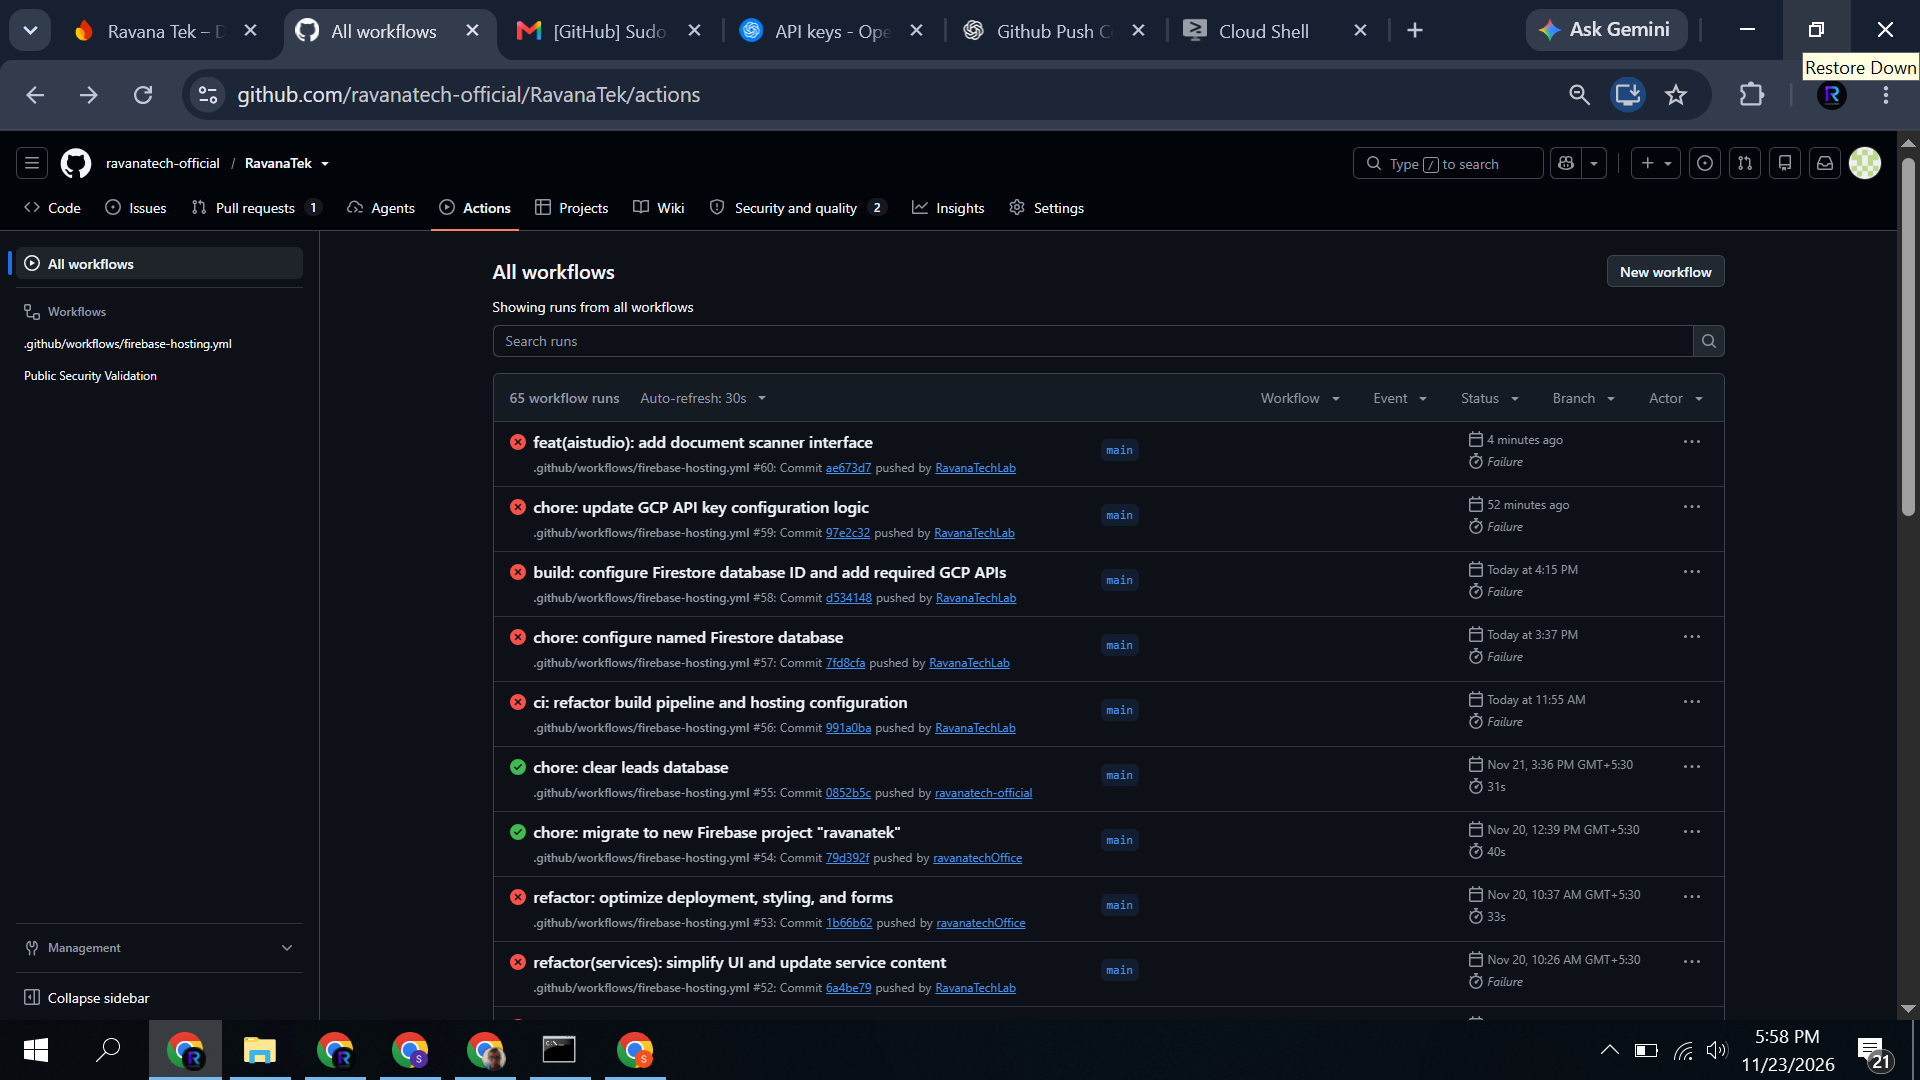 Ravana Tek – D
All workflows
[GitHub] Sudo
API keys - Ope
Github Push C
Cloud Shell
Ask Gemini
Restore Down
github.com/ravanatech-official/RavanaTek/actions
ravanatech-official / RavanaTek
Type / to search
Code
Issues
Pull requests 1
Agents
Actions
Projects
Wiki
Security and quality 2
Insights
Settings
All workflows
Workflows
.github/workflows/firebase-hosting.yml
Public Security Validation
Management
Collapse sidebar
All workflows
New workflow
Showing runs from all workflows
Search runs
65 workflow runs
Auto-refresh: 30s
Workflow
Event
Status
Branch
Actor
feat(aistudio): add document scanner interface
.github/workflows/firebase-hosting.yml #60: Commit ae673d7 pushed by RavanaTechLab
main
4 minutes ago
Failure
chore: update GCP API key configuration logic
.github/workflows/firebase-hosting.yml #59: Commit 97e2c32 pushed by RavanaTechLab
main
52 minutes ago
Failure
build: configure Firestore database ID and add required GCP APIs
.github/workflows/firebase-hosting.yml #58: Commit d534148 pushed by RavanaTechLab
main
Today at 4:15 PM
Failure
chore: configure named Firestore database
.github/workflows/firebase-hosting.yml #57: Commit 7fd8cfa pushed by RavanaTechLab
main
Today at 3:37 PM
Failure
ci: refactor build pipeline and hosting configuration
.github/workflows/firebase-hosting.yml #56: Commit 991a0ba pushed by RavanaTechLab
main
Today at 11:55 AM
Failure
chore: clear leads database
.github/workflows/firebase-hosting.yml #55: Commit 0852b5c pushed by ravanatech-official
main
Nov 21, 3:36 PM GMT+5:30
31s
chore: migrate to new Firebase project "ravanatek"
.github/workflows/firebase-hosting.yml #54: Commit 79d392f pushed by ravanatechOffice
main
Nov 20, 12:39 PM GMT+5:30
40s
refactor: optimize deployment, styling, and forms
.github/workflows/firebase-hosting.yml #53: Commit 1b66b62 pushed by ravanatechOffice
main
Nov 20, 10:37 AM GMT+5:30
33s
refactor(services): simplify UI and update service content
.github/workflows/firebase-hosting.yml #52: Commit 6a4be79 pushed by RavanaTechLab
main
Nov 20, 10:26 AM GMT+5:30
Failure
5:58 PM
11/23/2026
21